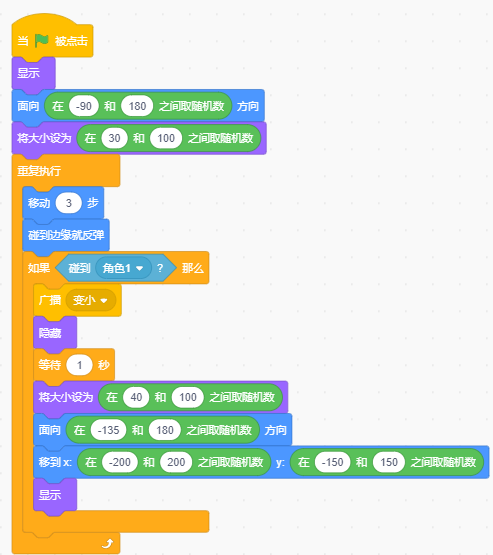 当 被点击
显示
面向 在 -90 和 180 之间取随机数 方向
将大小设为 在 30 和 100 之间取随机数
重复执行
移动 3 步
碰到边缘就反弹
如果 碰到 角色1 ? 那么
广播 变小
隐藏
等待 1 秒
将大小设为 在 40 和 100 之间取随机数
面向 在 -135 和 180 之间取随机数 方向
移到 x: 在 -200 和 200 之间取随机数 y: 在 -150 和 150 之间取随机数
显示